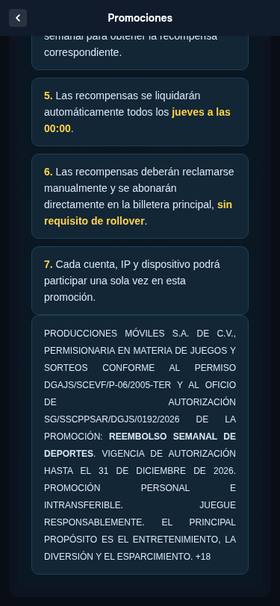 Promociones
semanal para obtener la recompensa
correspondiente.
5. Las recompensas se liquidarán
automáticamente todos los jueves a las
00:00.
6. Las recompensas deberán reclamarse
manualmente y se abonarán
directamente en la billetera principal, sin
requisito de rollover.
7. Cada cuenta, IP y dispositivo podrá
participar una sola vez en esta
promoción.
PRODUCCIONES MÓVILES S.A. DE C.V.,
PERMISIONARIA EN MATERIA DE JUEGOS Y
SORTEOS CONFORME AL PERMISO
DGAJS/SCEVF/P-06/2005-TER Y AL OFICIO
DE AUTORIZACIÓN
SG/SSCPPSAR/DGJS/0192/2026 DE LA
PROMOCIÓN: REEMBOLSO SEMANAL DE
DEPORTES. VIGENCIA DE AUTORIZACIÓN
HASTA EL 31 DE DICIEMBRE DE 2026.
PROMOCIÓN PERSONAL E
INTRANSFERIBLE. JUEGUE
RESPONSABLEMENTE. EL PRINCIPAL
PROPÓSITO ES EL ENTRETENIMIENTO, LA
DIVERSIÓN Y EL ESPARCIMIENTO. +18